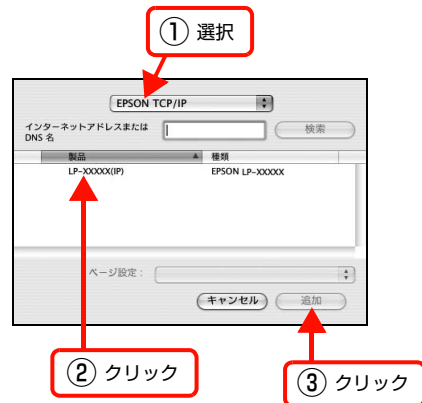 ① 選択
EPSON TCP/IP
インターネットアドレスまたは
DNS 名
検索
製品 種類
LP-XXXXX(IP) EPSON LP-XXXXX
ページ設定：
キャンセル 追加
② クリック
③ クリック